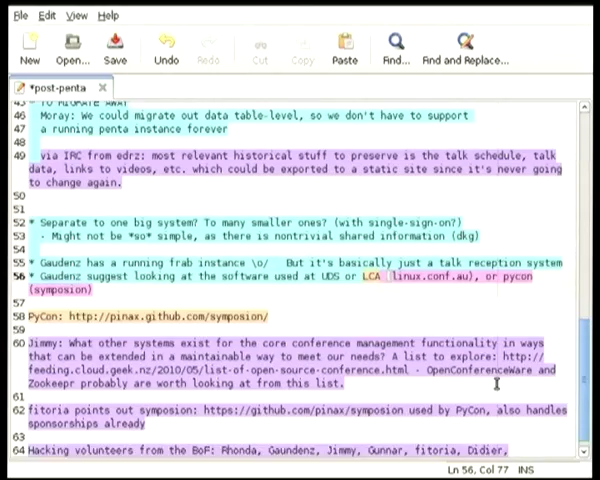 File Edit View Help
New Open... Save Undo Redo Cut Copy Paste Find... Find and Replace...
*post-penta
45 - TO MIGRATE AWAY
46 Moray: We could migrate out data table-level, so we don't have to support
47 a running penta instance forever
48
49 via IRC from edrz: most relevant historical stuff to preserve is the talk schedule, talk
data, links to videos, etc. which could be exported to a static site since it's never going
to change again.
50
51
52 * Separate to one big system? To many smaller ones? (with single-sign-on?)
53 - Might not be *so* simple, as there is nontrivial shared information (dkg)
54
55 * Gaudenz has a running frab instance \o/ But it's basically just a talk reception system
56 * Gaudenz suggest looking at the software used at UDS or LCA (linux.conf.au), or pycon
(symposion)
57
58 PyCon: http://pinax.github.com/symposion/
59
60 Jimmy: What other systems exist for the core conference management functionality in ways
that can be extended in a maintainable way to meet our needs? A list to explore: http://
feeding.cloud.geek.nz/2010/05/list-of-open-source-conference.html - OpenConferenceWare and
Zookeepr probably are worth looking at from this list.
61
62 fitoria points out symposion: https://github.com/pinax/symposion used by PyCon, also handles
sponsorships already
63
64 Hacking volunteers from the BoF: Rhonda, Gaundenz, Jimmy, Gunnar, fitoria, Didier,
Ln 56, Col 77 INS